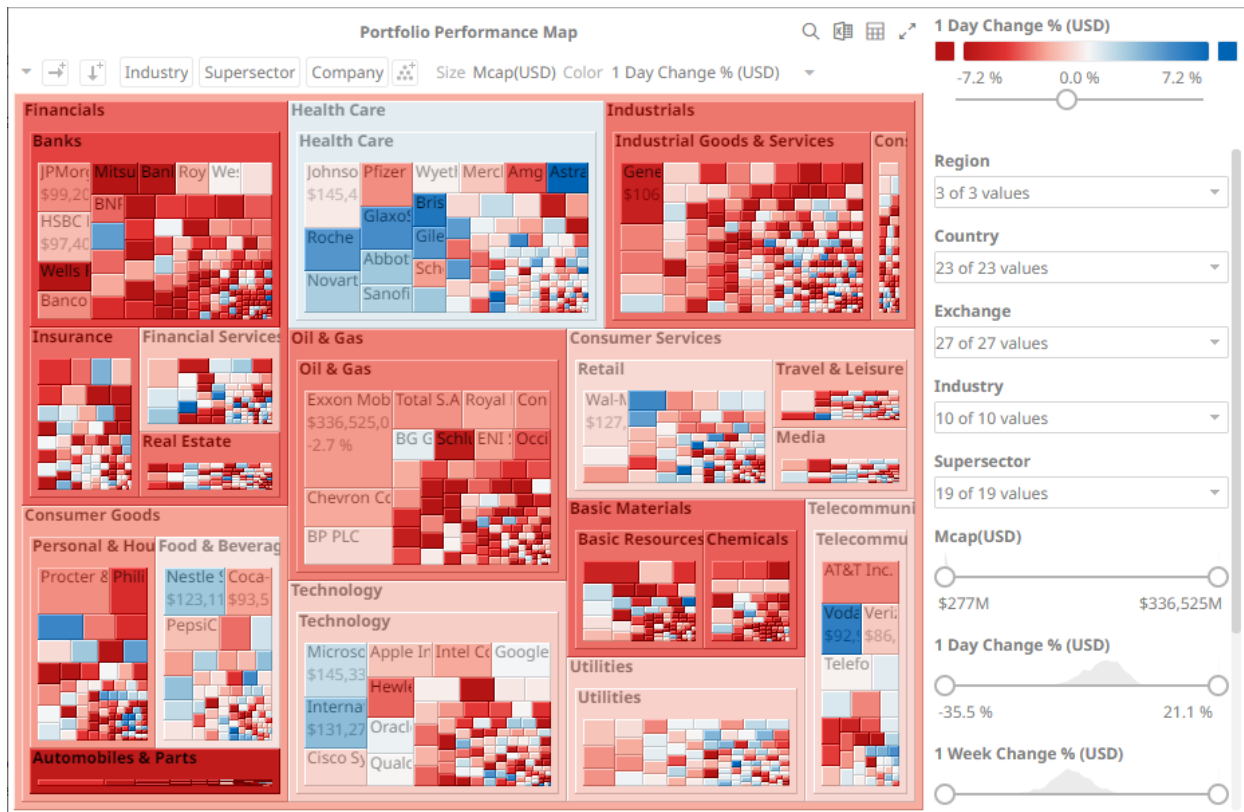 Portfolio Performance Map
Industry Supersector Company Size Mcap(USD) Color 1 Day Change % (USD)
Financials
Banks
JPMor
$99,20
Mitsu
Banl
Roy
Wes
HSBC
$97,40
BNP
Wells
Banco
Insurance
Financial Services
Real Estate
Consumer Goods
Personal & Hou
Procter &
Phili
Food & Beverag
Nestle S
$123,11
Coca-
$93,5
PepsiC
Automobiles & Parts
Health Care
Health Care
Johnso
$145,4
Pfizer
Wyeth
Merck
Amg
Astra
GlaxoS
Bris
Roche
Gile
Abbot
Sch
Novart
Sanofi
Oil & Gas
Oil & Gas
Exxon Mob
$336,525,0
-2.7 %
Total S.A
Royal
Con
BG G
Schlu
ENI S
Occi
Chevron Co
BP PLC
Technology
Technology
Microso
$145,33
Apple In
Intel Co
Google
Hewle
Interna
$131,27
Oracl
Cisco Sy
Qualc
Industrials
Industrial Goods & Services
Cons
Gene
$106
Consumer Services
Retail
Wal-M
$127,
Travel & Leisure
Media
Basic Materials
Basic Resources
Chemicals
Utilities
Utilities
Telecommuni
Telecommu
AT&T Inc.
Voda
$92,9
Veriz
$86,
Telefo
1 Day Change % (USD)
-7.2 % 0.0 % 7.2 %
Region
3 of 3 values
Country
23 of 23 values
Exchange
27 of 27 values
Industry
10 of 10 values
Supersector
19 of 19 values
Mcap(USD)
$277M $336,525M
1 Day Change % (USD)
-35.5 % 21.1 %
1 Week Change % (USD)